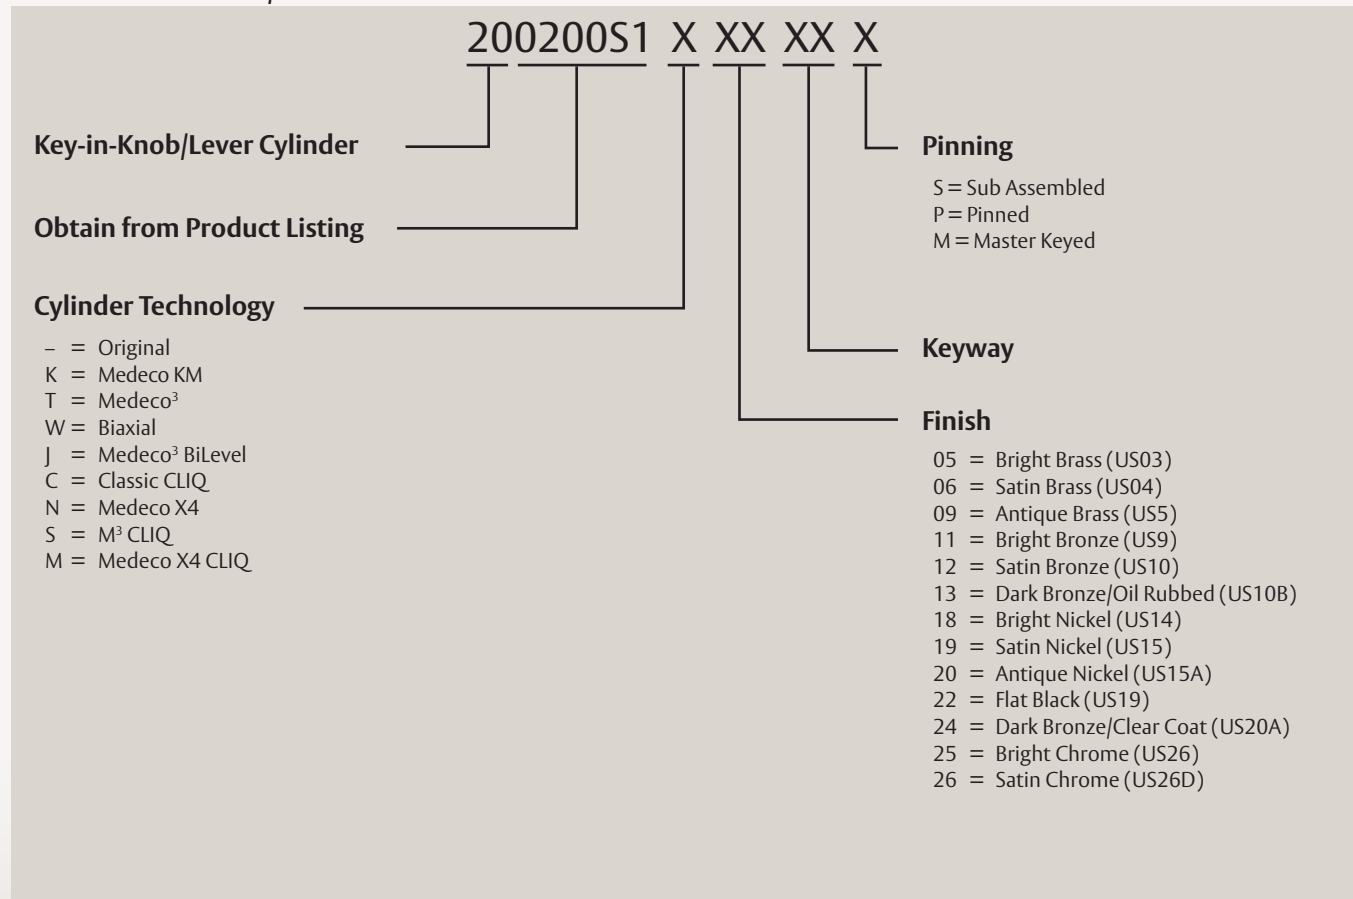 200200S1 X XX XX X
Key-in-Knob/Lever Cylinder
Obtain from Product Listing
Cylinder Technology
– = Original
K = Medeco KM
T = Medeco³
W = Biaxial
J = Medeco³ BiLevel
C = Classic CLIQ
N = Medeco X4
S = M³ CLIQ
M = Medeco X4 CLIQ
Pinning
S = Sub Assembled
P = Pinned
M = Master Keyed
Keyway
Finish
05 = Bright Brass (US03)
06 = Satin Brass (US04)
09 = Antique Brass (US5)
11 = Bright Bronze (US9)
12 = Satin Bronze (US10)
13 = Dark Bronze/Oil Rubbed (US10B)
18 = Bright Nickel (US14)
19 = Satin Nickel (US15)
20 = Antique Nickel (US15A)
22 = Flat Black (US19)
24 = Dark Bronze/Clear Coat (US20A)
25 = Bright Chrome (US26)
26 = Satin Chrome (US26D)